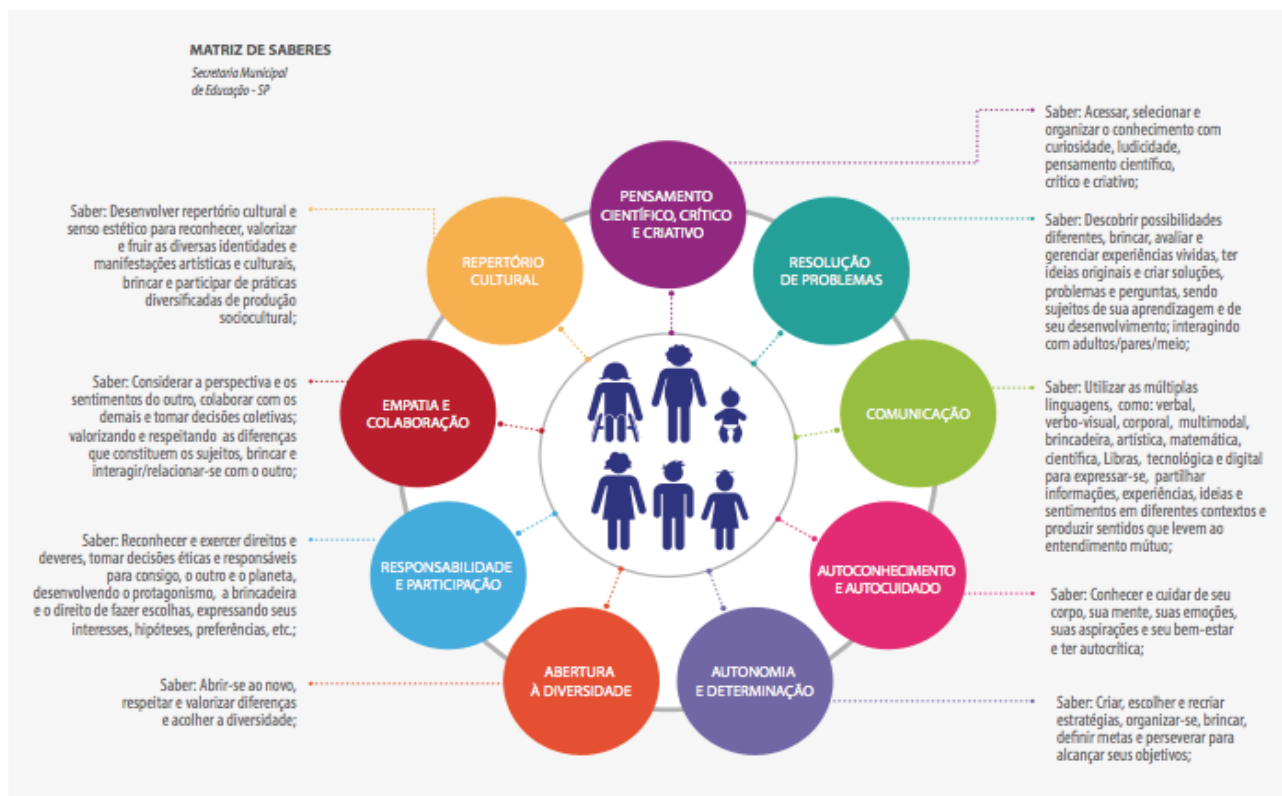 MATRIZ DE SABERES
Secretaria Municipal
de Educação - SP
PENSAMENTO
CIENTÍFICO, CRÍTICO
E CRIATIVO
Saber: Acessar, selecionar e
organizar o conhecimento com
curiosidade, ludicidade,
pensamento científico,
crítico e criativo;
RESOLUÇÃO
DE PROBLEMAS
Saber: Descobrir possibilidades
diferentes, brincar, avaliar e
gerenciar experiências vividas, ter
ideias originais e criar soluções,
problemas e perguntas, sendo
sujeitos de sua aprendizagem e de
seu desenvolvimento; interagindo
com adultos/pares/meio;
COMUNICAÇÃO
Saber: Utilizar as múltiplas
linguagens, como: verbal,
verbo-visual, corporal, multimodal,
brincadeira, artística, matemática,
científica, Libras, tecnológica e digital
para expressar-se, partilhar
informações, experiências, ideias e
sentimentos em diferentes contextos e
produzir sentidos que levem ao
entendimento mútuo;
AUTOCONHECIMENTO
E AUTOCUIDADO
Saber: Conhecer e cuidar de seu
corpo, sua mente, suas emoções,
suas aspirações e seu bem-estar
e ter autocrítica;
AUTONOMIA
E DETERMINAÇÃO
Saber: Criar, escolher e recriar
estratégias, organizar-se, brincar,
definir metas e perseverar para
alcançar seus objetivos;
ABERTURA
À DIVERSIDADE
Saber: Abrir-se ao novo,
respeitar e valorizar diferenças
e acolher a diversidade;
RESPONSABILIDADE
E PARTICIPAÇÃO
Saber: Reconhecer e exercer direitos e
deveres, tomar decisões éticas e responsáveis
para consigo, o outro e o planeta,
desenvolvendo o protagonismo, a brincadeira
e o direito de fazer escolhas, expressando seus
interesses, hipóteses, preferências, etc.;
EMPATIA E
COLABORAÇÃO
Saber: Considerar a perspectiva e os
sentimentos do outro, colaborar com os
demais e tomar decisões coletivas;
valorizando e respeitando as diferenças
que constituem os sujeitos, brincar e
interagir/relacionar-se com o outro;
REPERTÓRIO
CULTURAL
Saber: Desenvolver repertório cultural e
senso estético para reconhecer, valorizar
e fruir as diversas identidades e
manifestações artísticas e culturais,
brincar e participar de práticas
diversificadas de produção
sociocultural;